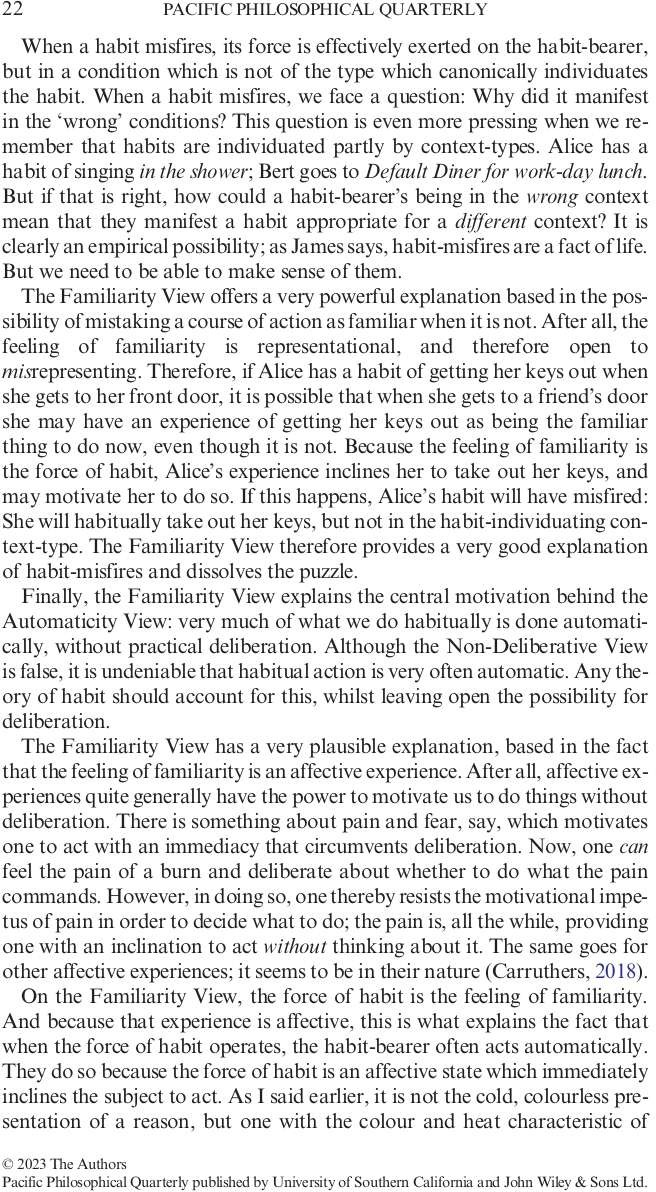 22 PACIFIC PHILOSOPHICAL QUARTERLY
When a habit misfires, its force is effectively exerted on the habit-bearer,
but in a condition which is not of the type which canonically individuates
the habit. When a habit misfires, we face a question: Why did it manifest
in the ‘wrong’ conditions? This question is even more pressing when we re-
member that habits are individuated partly by context-types. Alice has a
habit of singing in the shower; Bert goes to Default Diner for work-day lunch.
But if that is right, how could a habit-bearer’s being in the wrong context
mean that they manifest a habit appropriate for a different context? It is
clearly an empirical possibility; as James says, habit-misfires are a fact of life.
But we need to be able to make sense of them.
The Familiarity View offers a very powerful explanation based in the pos-
sibility of mistaking a course of action as familiar when it is not. After all, the
feeling of familiarity is representational, and therefore open to
misrepresenting. Therefore, if Alice has a habit of getting her keys out when
she gets to her front door, it is possible that when she gets to a friend’s door
she may have an experience of getting her keys out as being the familiar
thing to do now, even though it is not. Because the feeling of familiarity is
the force of habit, Alice’s experience inclines her to take out her keys, and
may motivate her to do so. If this happens, Alice’s habit will have misfired:
She will habitually take out her keys, but not in the habit-individuating con-
text-type. The Familiarity View therefore provides a very good explanation
of habit-misfires and dissolves the puzzle.
Finally, the Familiarity View explains the central motivation behind the
Automaticity View: very much of what we do habitually is done automati-
cally, without practical deliberation. Although the Non-Deliberative View
is false, it is undeniable that habitual action is very often automatic. Any the-
ory of habit should account for this, whilst leaving open the possibility for
deliberation.
The Familiarity View has a very plausible explanation, based in the fact
that the feeling of familiarity is an affective experience. After all, affective ex-
periences quite generally have the power to motivate us to do things without
deliberation. There is something about pain and fear, say, which motivates
one to act with an immediacy that circumvents deliberation. Now, one can
feel the pain of a burn and deliberate about whether to do what the pain
commands. However, in doing so, one thereby resists the motivational impe-
tus of pain in order to decide what to do; the pain is, all the while, providing
one with an inclination to act without thinking about it. The same goes for
other affective experiences; it seems to be in their nature (Carruthers, 2018).
On the Familiarity View, the force of habit is the feeling of familiarity.
And because that experience is affective, this is what explains the fact that
when the force of habit operates, the habit-bearer often acts automatically.
They do so because the force of habit is an affective state which immediately
inclines the subject to act. As I said earlier, it is not the cold, colourless pre-
sentation of a reason, but one with the colour and heat characteristic of
© 2023 The Authors
Pacific Philosophical Quarterly published by University of Southern California and John Wiley & Sons Ltd.